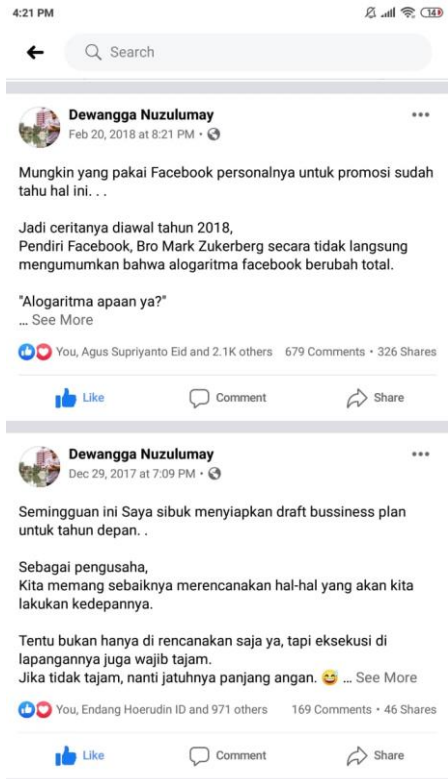 4:21 PM
14
Search
Dewangga Nuzulumay
Feb 20, 2018 at 8:21 PM •
Mungkin yang pakai Facebook personalnya untuk promosi sudah
tahu hal ini. . .
Jadi ceritanya diawal tahun 2018,
Pendiri Facebook, Bro Mark Zukerberg secara tidak langsung
mengumumkan bahwa alogaritma facebook berubah total.
"Alogaritma apaan ya?"
... See More
You, Agus Supriyanto Eid and 2.1K others 679 Comments • 326 Shares
Like Comment Share
Dewangga Nuzulumay
Dec 29, 2017 at 7:09 PM •
Semingguan ini Saya sibuk menyiapkan draft bussiness plan
untuk tahun depan. .
Sebagai pengusaha,
Kita memang sebaiknya merencanakan hal-hal yang akan kita
lakukan kedepannya.
Tentu bukan hanya di rencanakan saja ya, tapi eksekusi di
lapangannya juga wajib tajam.
Jika tidak tajam, nanti jatuhnya panjang angan. 😅 ... See More
You, Endang Hoerudin ID and 971 others 169 Comments • 46 Shares
Like Comment Share